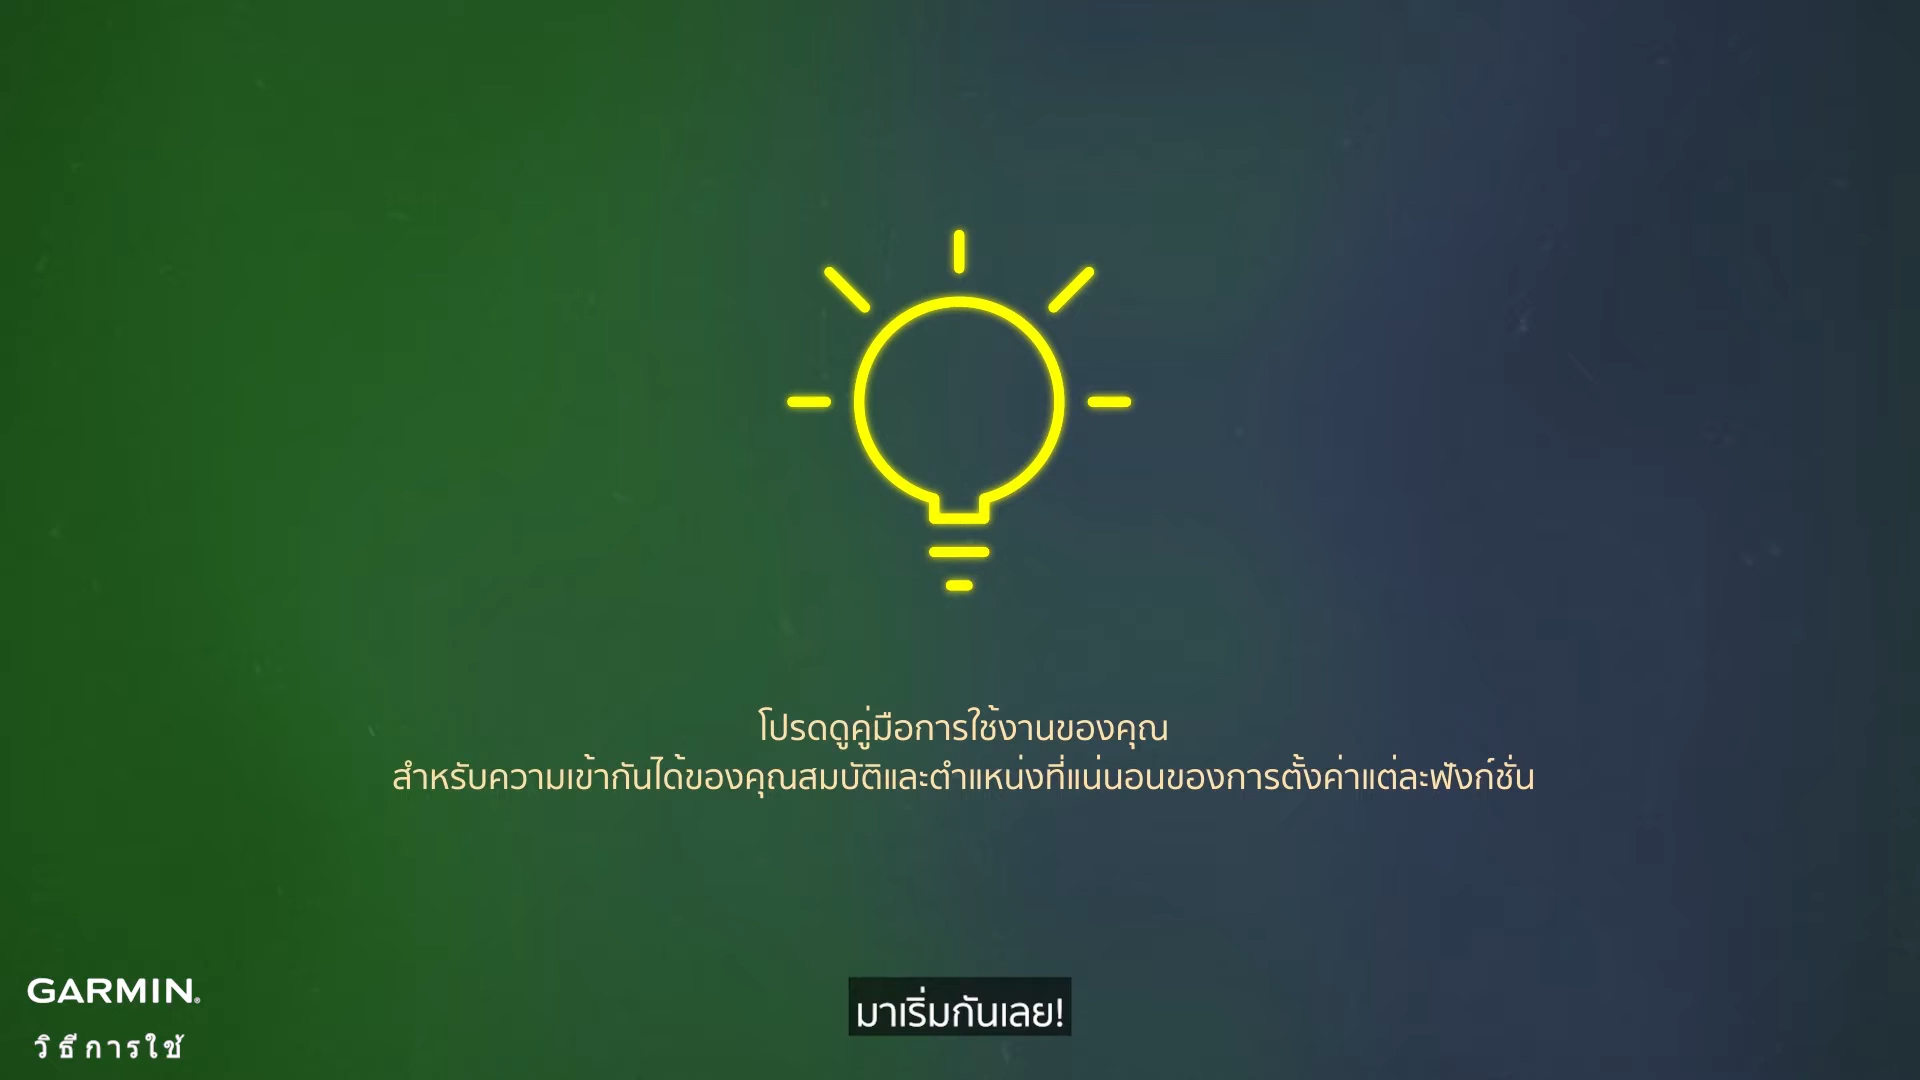 โปรดดูคู่มือการใช้งานของคุณ
สำหรับความเข้ากันได้ของคุณสมบัติและตำแหน่งที่แน่นอนของการตั้งค่าแต่ละฟังก์ชั่น
GARMIN®
วิธีการใช้
มาเริ่มกันเลย!